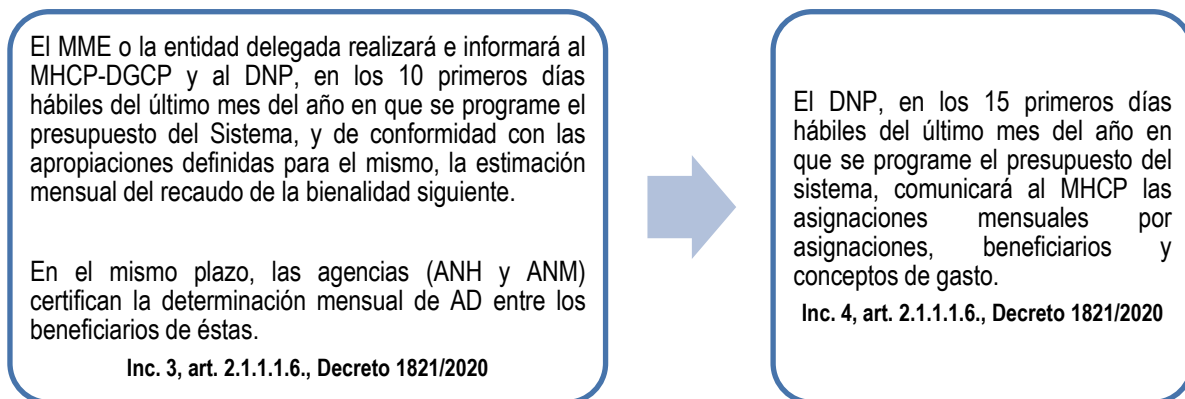 El MME o la entidad delegada realizará e informará al
MHCP-DGCP y al DNP, en los 10 primeros días
hábiles del último mes del año en que se programe el
presupuesto del Sistema, y de conformidad con las
apropiaciones definidas para el mismo, la estimación
mensual del recaudo de la bienalidad siguiente.
En el mismo plazo, las agencias (ANH y ANM)
certifican la determinación mensual de AD entre los
beneficiarios de éstas.
Inc. 3, art. 2.1.1.1.6., Decreto 1821/2020
El DNP, en los 15 primeros días
hábiles del último mes del año en
que se programe el presupuesto del
sistema, comunicará al MHCP las
asignaciones mensuales por
asignaciones, beneficiarios y
conceptos de gasto.
Inc. 4, art. 2.1.1.1.6., Decreto 1821/2020